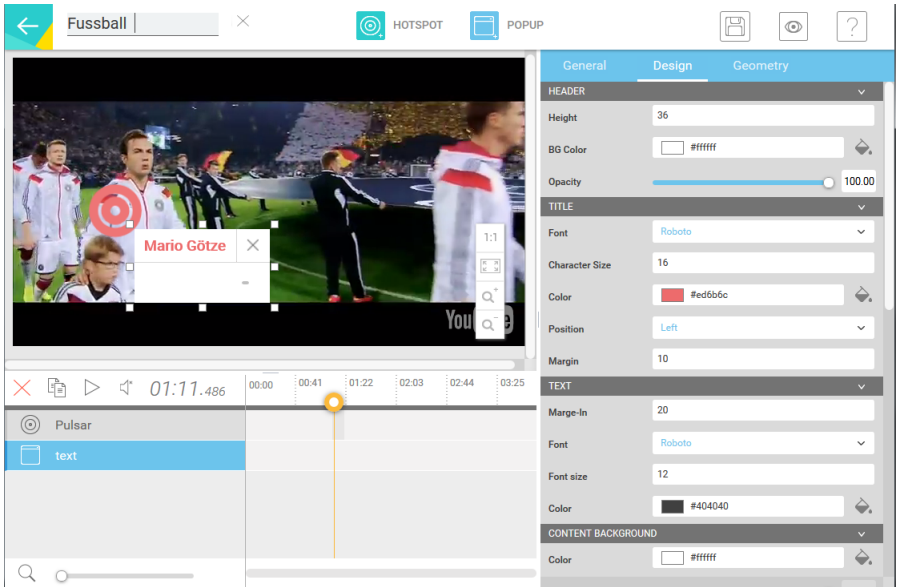 Fussball
HOTSPOT
POPUP
?
General
Design
Geometry
HEADER
Height
36
BG Color
#ffffff
Opacity
100.00
TITLE
Font
Roboto
Character Size
16
Color
#ed6b6c
Position
Left
Margin
10
TEXT
Marge-In
20
Font
Roboto
Font size
12
Color
#404040
CONTENT BACKGROUND
Color
#ffffff
Mario Götze
1:1
You
01:11.486
00:00
00:41
01:22
02:03
02:44
03:25
Pulsar
text